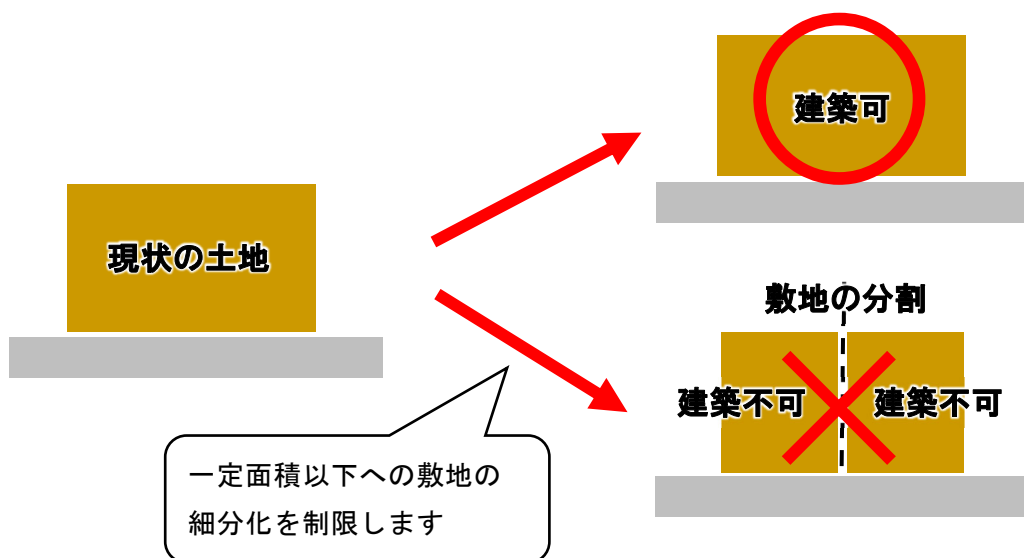 建築可
現状の土地
敷地の分割
建築不可
建築不可
一定面積以下への敷地の
細分化を制限します